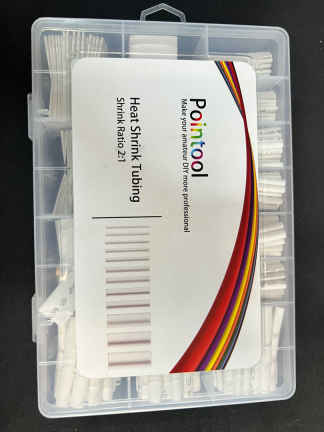 Pointool
Make your amateur DIY more professional
Heat Shrink Tubing
Shrink Ratio 2:1